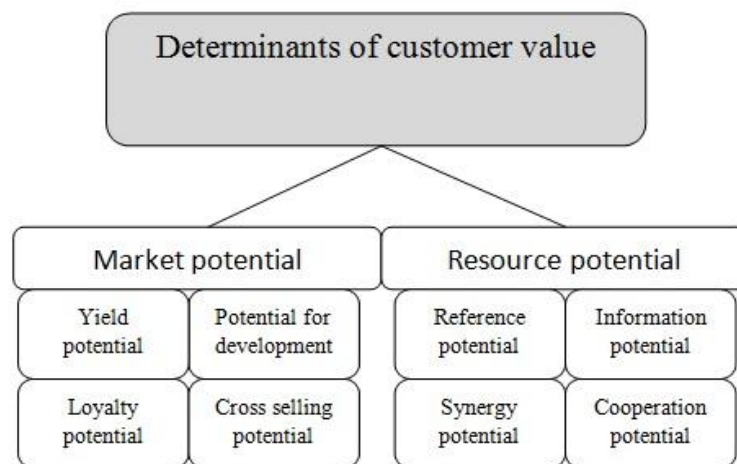 Determinants of customer value
Market potential
Resource potential
Yield
potential
Potential for
development
Reference
potential
Information
potential
Loyalty
potential
Cross selling
potential
Synergy
potential
Cooperation
potential